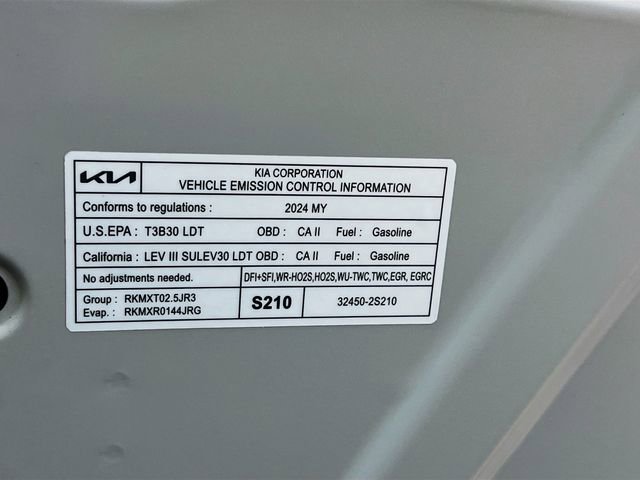 KIA
KIA CORPORATION
VEHICLE EMISSION CONTROL INFORMATION
Conforms to regulations : 2024 MY
U.S.EPA : T3B30 LDT OBD : CA II Fuel : Gasoline
California : LEV III SULEV30 LDT OBD : CA II Fuel : Gasoline
No adjustments needed. DFI+SFI,WR-HO2S,HO2S,WU-TWC,TWC,EGR, EGRC
Group : RKMXT02.5JR3
Evap. : RKMXR0144JRG
S210 32450-2S210